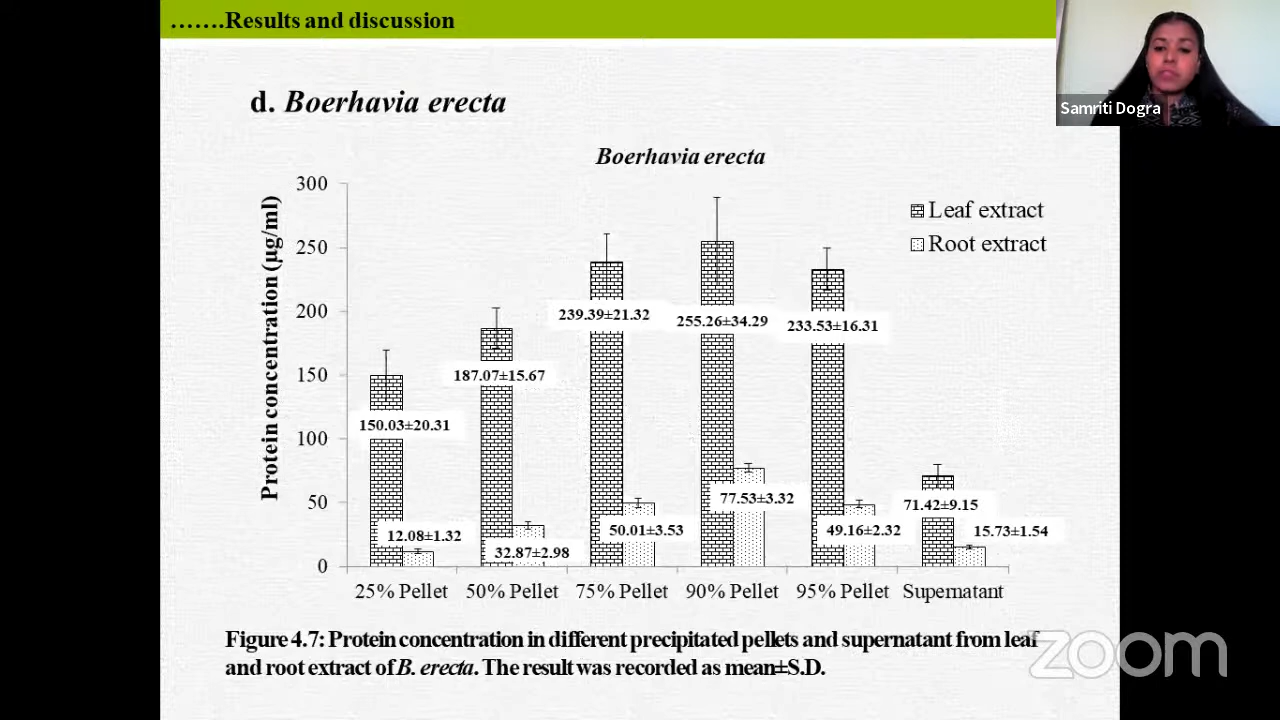 …….Results and discussion
Samriti Dogra
d. Boerhavia erecta
Boerhavia erecta
Protein concentration (µg/ml)
300
250
200
150
100
50
0
Leaf extract
Root extract
239.39±21.32
255.26±34.29
233.53±16.31
187.07±15.67
150.03±20.31
77.53±3.32
71.42±9.15
12.08±1.32
32.87±2.98
50.01±3.53
49.16±2.32
15.73±1.54
25% Pellet 50% Pellet 75% Pellet 90% Pellet 95% Pellet Supernatant
Figure 4.7: Protein concentration in different precipitated pellets and supernatant from leaf
and root extract of B. erecta. The result was recorded as mean±S.D.
zoom